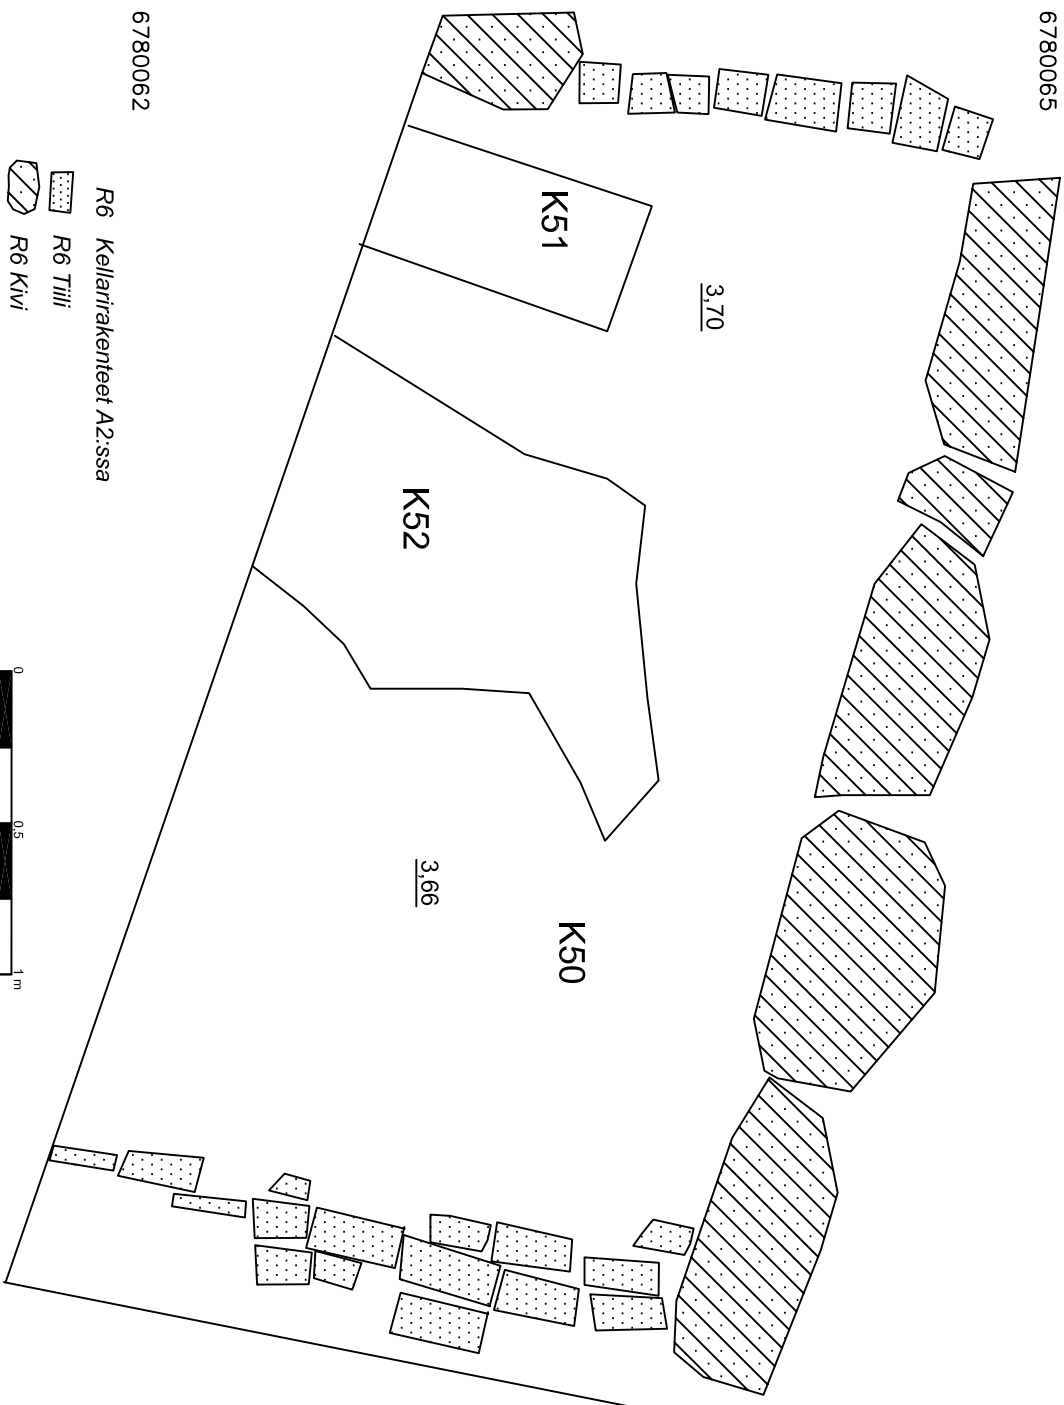 6780065
6780062
K51
3,70
K52
3,66
K50
R6 Kellarirakenteet A2:ssa
R6 Tiili
R6 Kivi
0 0,5 1 m